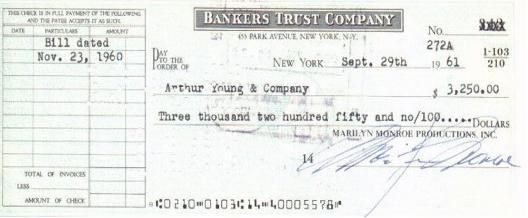 THIS CHECK IS IN FULL PAYMENT OF THE FOLLOWING
AND THE PAYEE ACCEPTS IT AS SUCH.
DATE PARTICULARS AMOUNT
Bill dated
Nov. 23, 1960
TOTAL OF INVOICES
LESS
AMOUNT OF CHECK
BANKERS TRUST COMPANY
PARK AVENUE, NEW YORK, N.Y.
No.
272A
1-103
210
PAY
TO THE
ORDER OF
NEW YORK Sept. 29th 1961
Arthur Young & Company $ 3,250.00
Three thousand two hundred fifty and no/100..... DOLLARS
MARILYN MONROE PRODUCTIONS, INC.
14